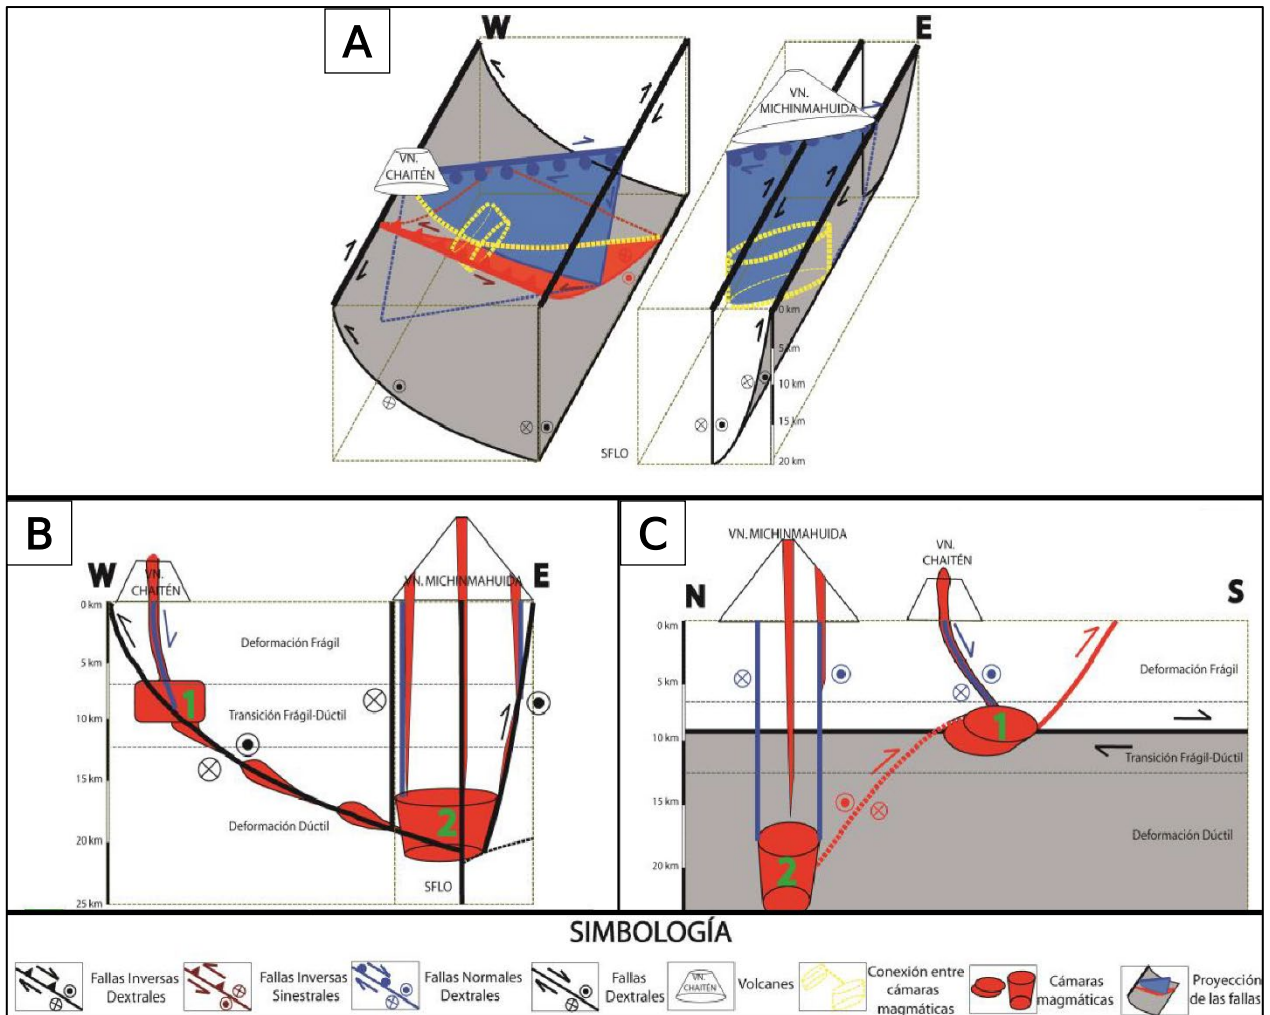 A
W
E
VN.
CHAITÉN
VN.
MICHINMAHUIDA
0 km
5 km
10 km
15 km
20 km
SFLO
B
W
E
VN.
CHAITÉN
VN. MICHINMAHUIDA
0 km
5 km
10 km
15 km
20 km
25 km
Deformación Frágil
Transición Frágil-Dúctil
Deformación Dúctil
1
2
SFLO
C
VN. MICHINMAHUIDA
VN.
CHAITÉN
N
S
0 km
5 km
10 km
15 km
20 km
Deformación Frágil
Transición Frágil-Dúctil
Deformación Dúctil
1
2
SIMBOLOGÍA
Fallas Inversas
Dextrales
Fallas Inversas
Sinestrales
Fallas Normales
Dextrales
Fallas
Dextrales
VN.
CHAITÉN
Volcanes
Conexión entre
cámaras
magmáticas
Cámaras
magmáticas
Proyección
de las fallas